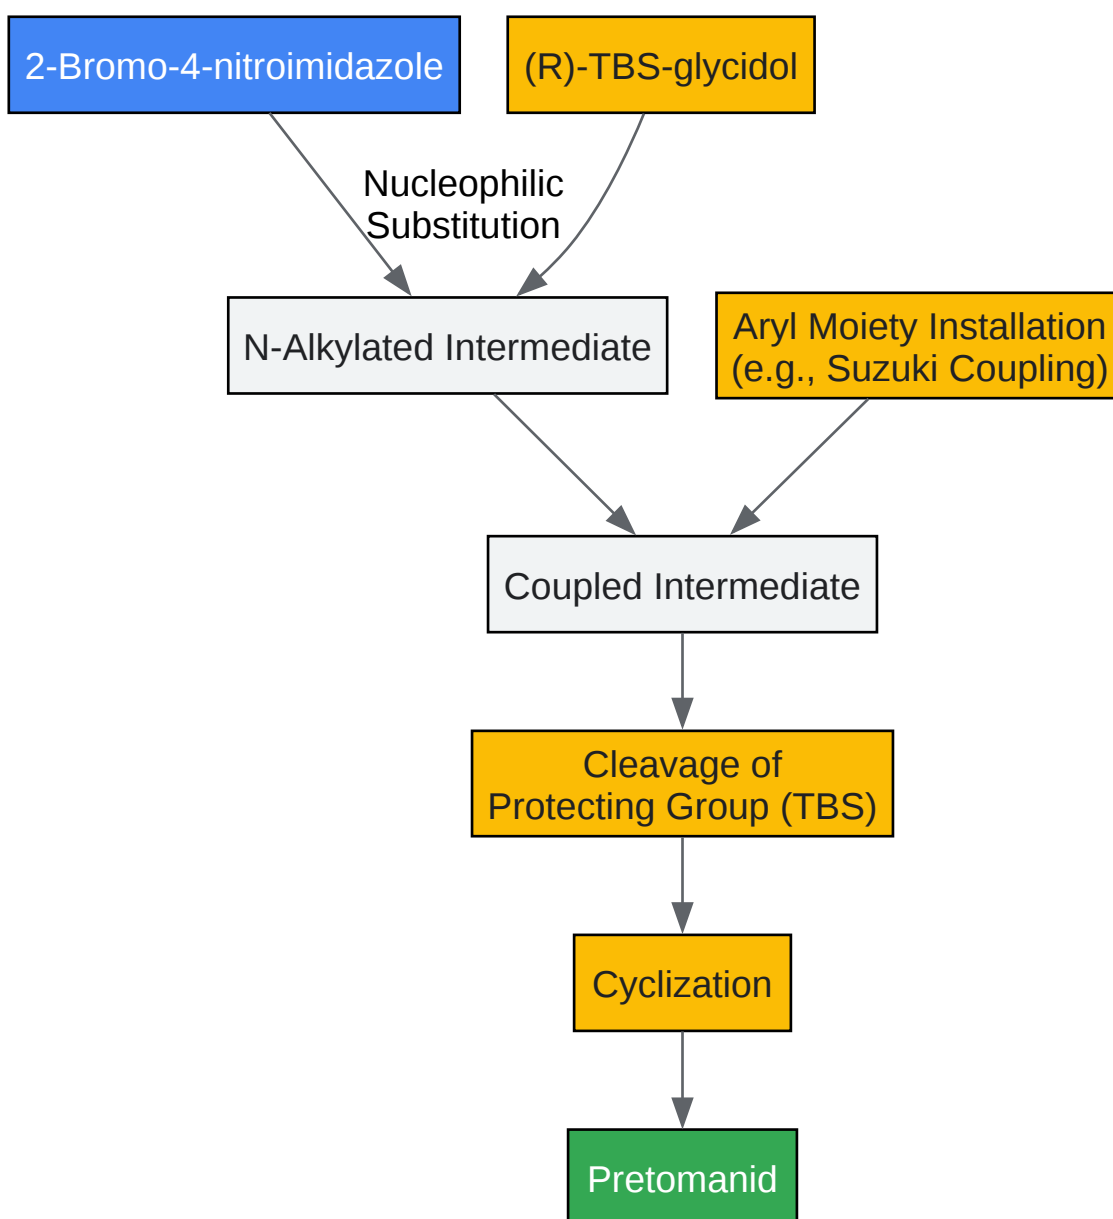 2-Bromo-4-nitroimidazole
(R)-TBS-glycidol
Nucleophilic
Substitution
N-Alkylated Intermediate
Aryl Moiety Installation
(e.g., Suzuki Coupling)
Coupled Intermediate
Cleavage of
Protecting Group (TBS)
Cyclization
Pretomanid